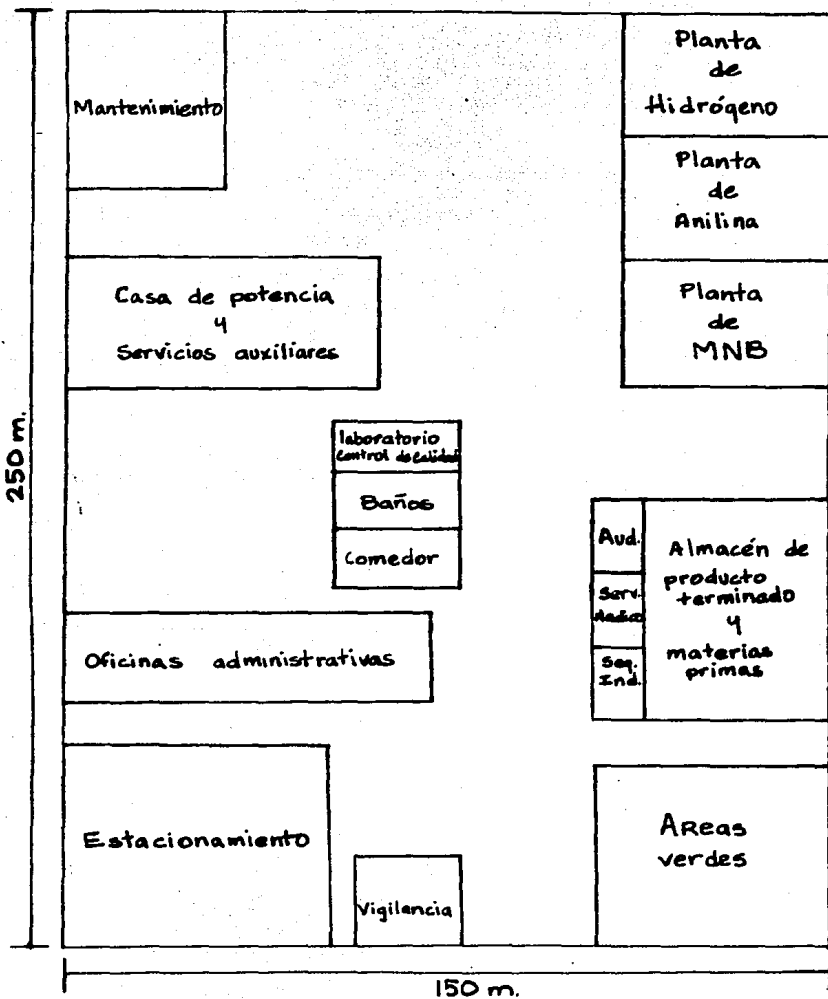 Mantenimiento
Planta
de
Hidrógeno
Planta
de
Anilina
Casa de potencia
y
Servicios auxiliares
Planta
de
MNB
250 m.
laboratorio
control de calidad
Baños
Comedor
Aud.
Serv.
Médico
Seg.
Ind.
Almacén de
producto
terminado
y
materias
primas
Oficinas administrativas
Estacionamiento
Vigilancia
Areas
verdes
150 m.